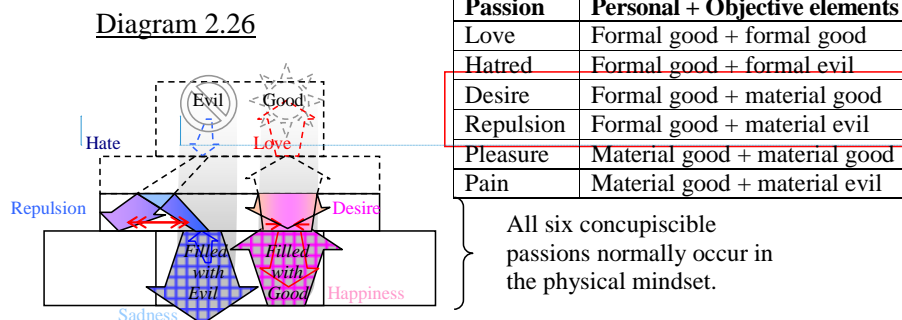 Diagram 2.26
Passion Personal + Objective elements
Love Formal good + formal good
Hatred Formal good + formal evil
Desire Formal good + material good
Repulsion Formal good + material evil
Pleasure Material good + material good
Pain Material good + material evil
Evil Good
Hate Love
Repulsion Desire
Filled with Evil
Filled with Good
Happiness
Sadness
All six concupiscible
passions normally occur in
the physical mindset.